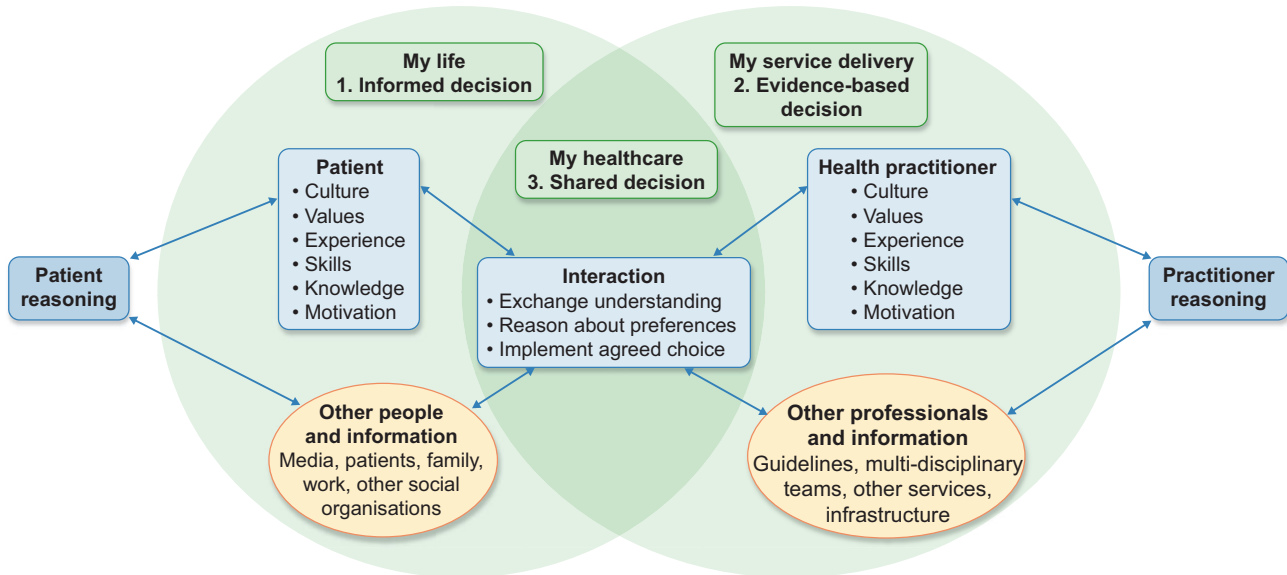 My life
1. Informed decision
My service delivery
2. Evidence-based
decision
My healthcare
3. Shared decision
Patient
• Culture
• Values
• Experience
• Skills
• Knowledge
• Motivation
Health practitioner
• Culture
• Values
• Experience
• Skills
• Knowledge
• Motivation
Patient
reasoning
Interaction
• Exchange understanding
• Reason about preferences
• Implement agreed choice
Practitioner
reasoning
Other people
and information
Media, patients, family,
work, other social
organisations
Other professionals
and information
Guidelines, multi-disciplinary
teams, other services,
infrastructure